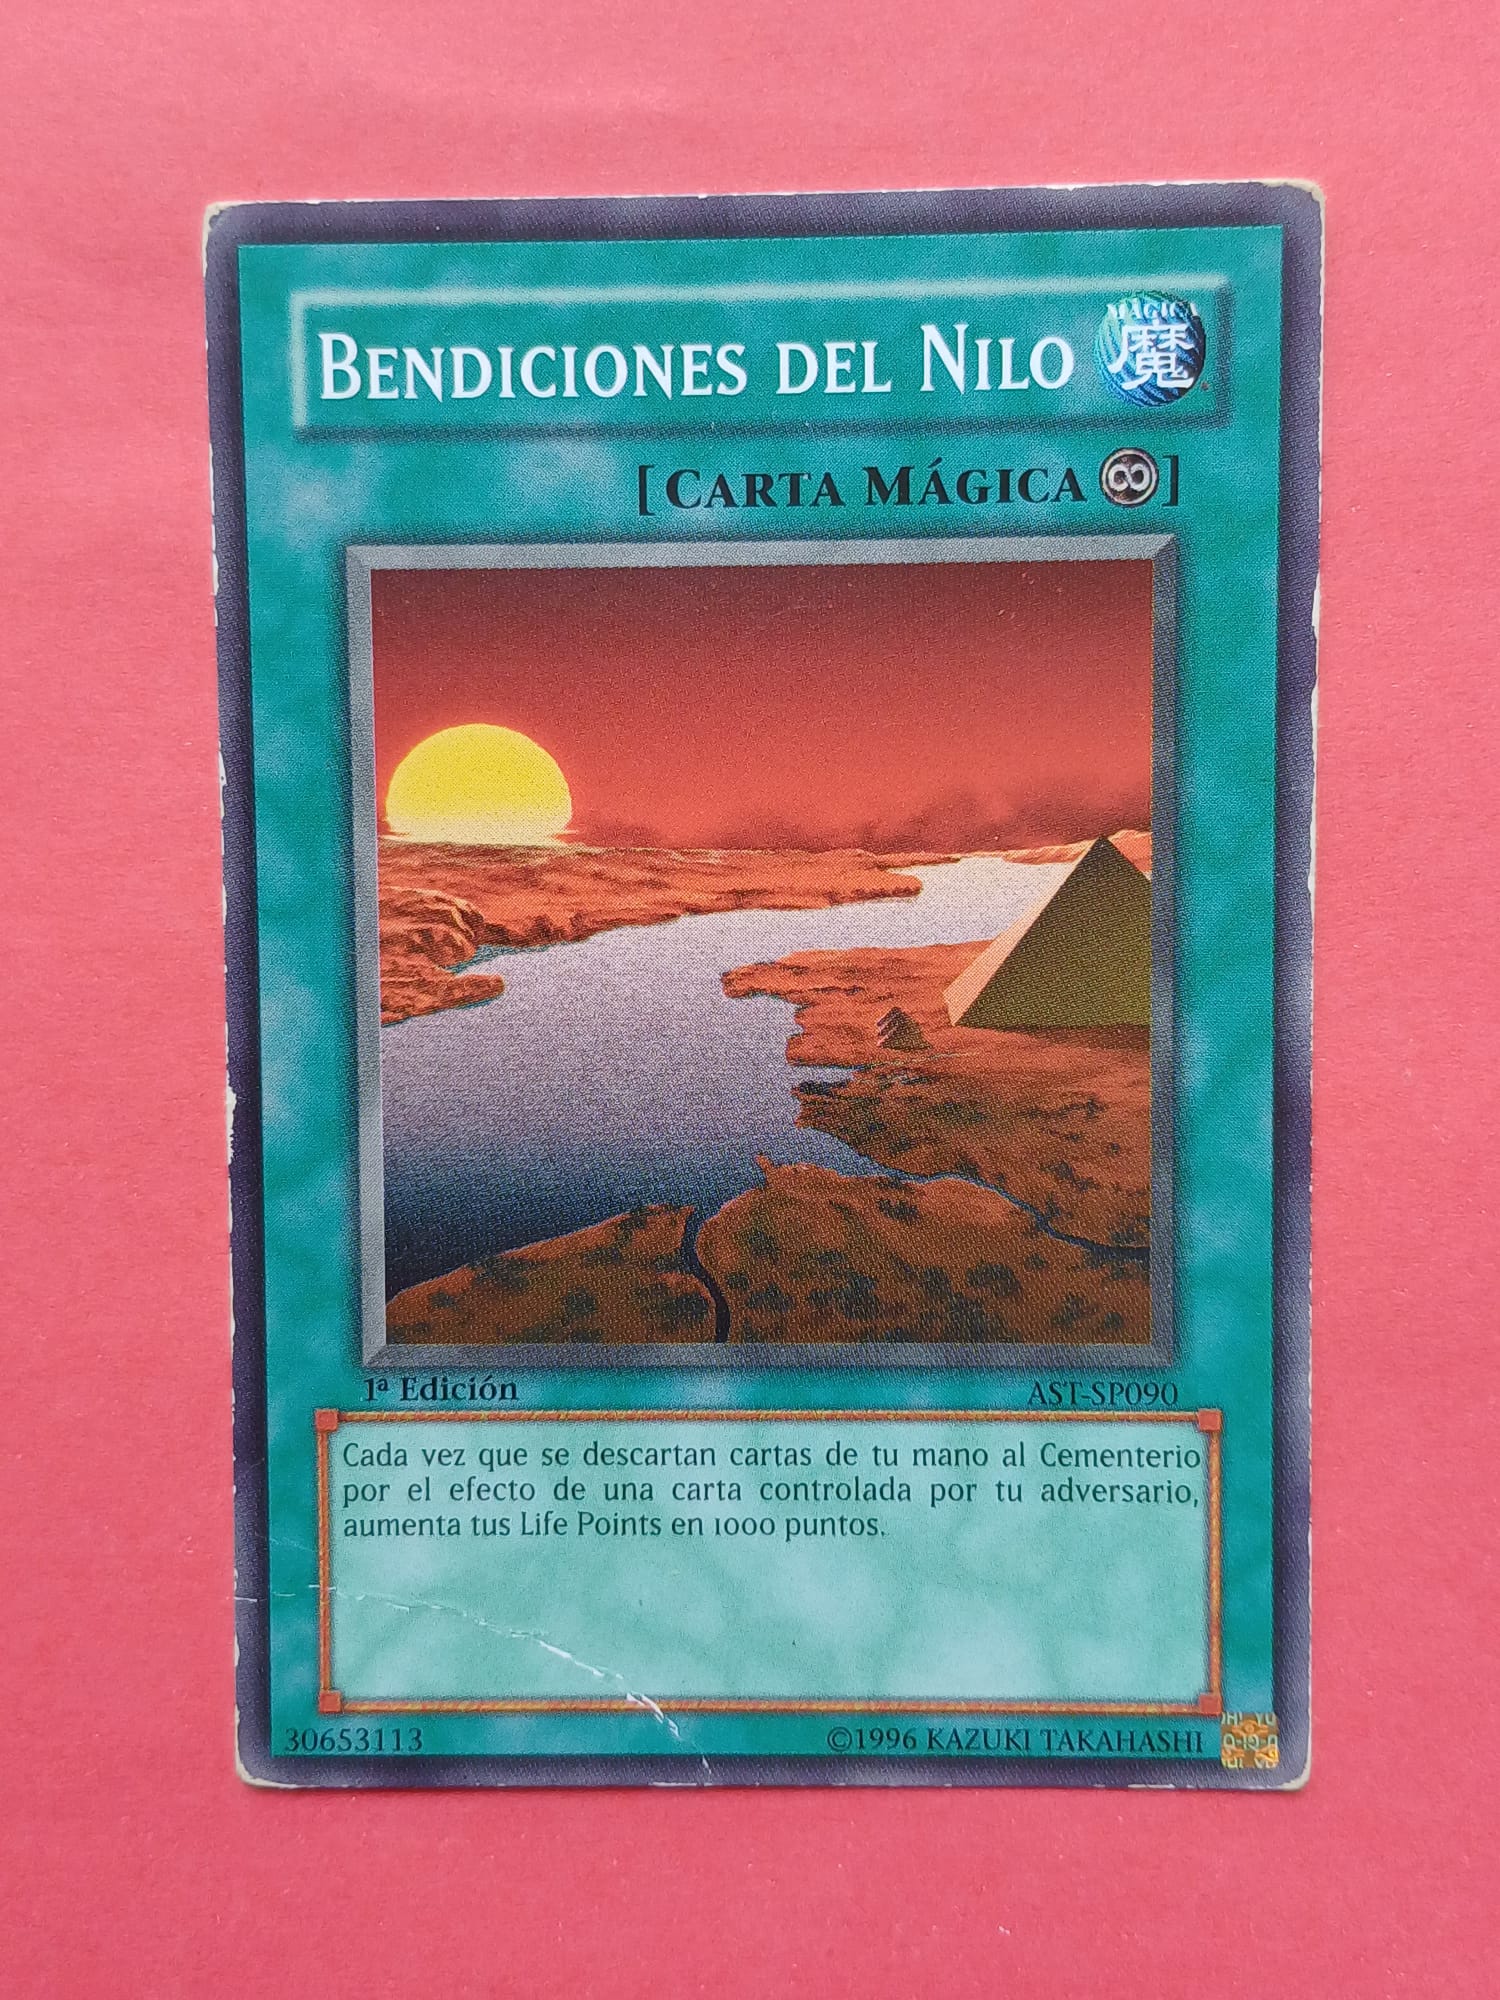 BENDICIONES DEL NILO
MÁGICA
魔
[CARTA MÁGICA ]
1ª Edición
AST-SP090
Cada vez que se descartan cartas de tu mano al Cementerio
por el efecto de una carta controlada por tu adversario,
aumenta tus Life Points en 1000 puntos.
30653113
©1996 KAZUKI TAKAHASHI